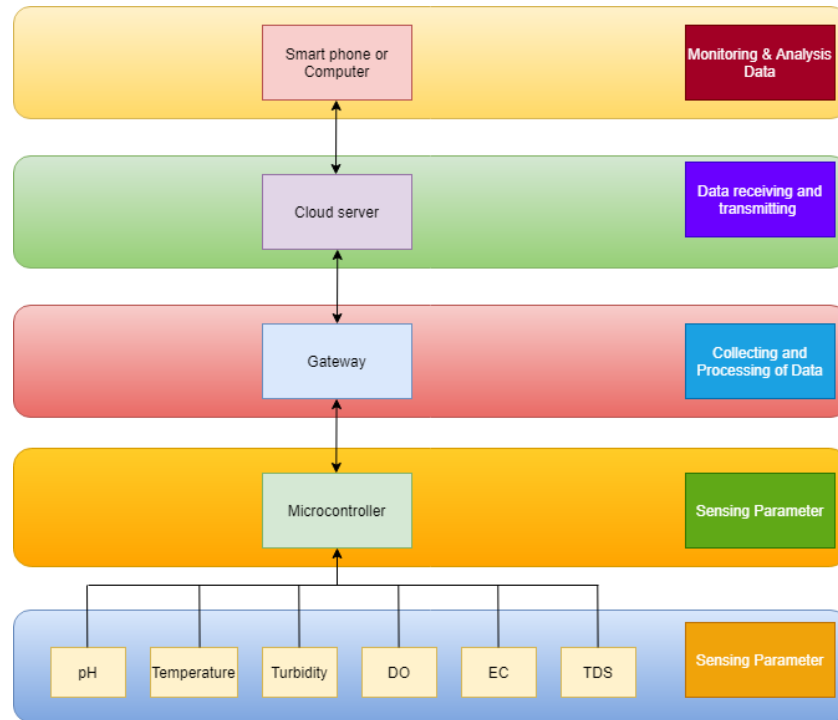 Smart phone or
Computer
Monitoring & Analysis
Data
Cloud server
Data receiving and
transmitting
Gateway
Collecting and
Processing of Data
Microcontroller
Sensing Parameter
pH
Temperature
Turbidity
DO
EC
TDS
Sensing Parameter